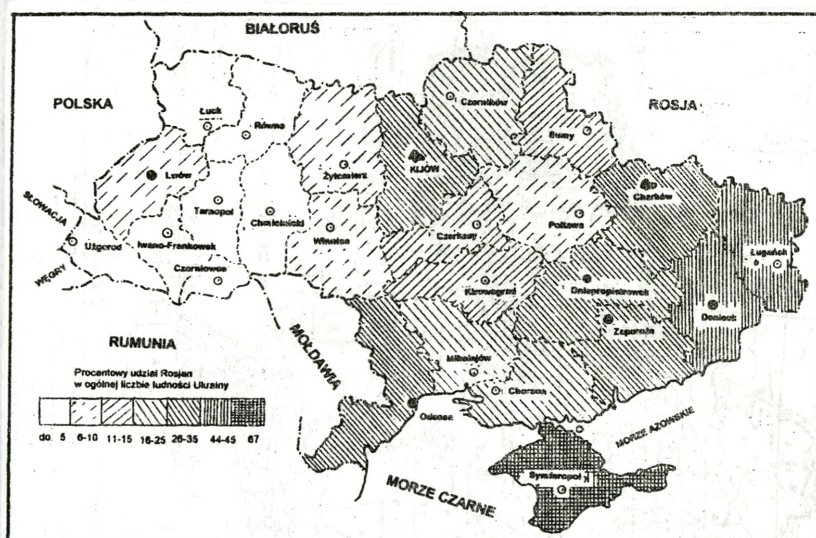 BIAŁORUŚ
POLSKA
ROSJA
Łuck
Równe
Czernihów
Sumy
Lwów
Żytomierz
KIJÓW
Charków
SŁOWACJA
Tarnopol
Chmielnicki
Winnica
Czerkasy
Połtawa
Użgorod
Iwano-Frankowsk
Ługańsk
WĘGRY
Czerniowce
Kirowograd
Dniepropietrowsk
Zaporoże
Donieck
RUMUNIA
MOŁDAWIA
Mikołajów
Chersoń
Procentowy udział Rosjan
w ogólnej liczbie ludności Ukrainy
do. 5 6-10 11-15 16-25 26-35 44-45 67
Odessa
MORZE AZOWSKIE
Symferopol
MORZE CZARNE